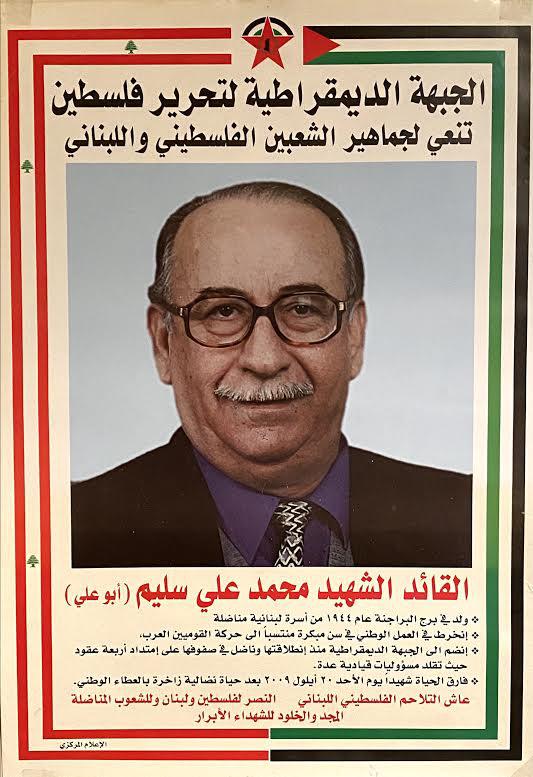 الجبهة الديمقراطية لتحرير فلسطين
تنعي لجماهير الشعبين الفلسطيني واللبناني
القائد الشهيد محمد علي سليم (أبو علي)
❖ ولد في برج البراجنة عام ١٩٤٤ من أسرة لبنانية مناضلة
❖ إنخرط في العمل الوطني في سن مبكرة منتسباً الى حركة القوميين العرب.
❖ إنضم الى الجبهة الديمقراطية منذ إنطلاقتها وناضل في صفوفها على إمتداد أربعة عقود
حيث تقلد مسؤوليات قيادية عدة.
❖ فارق الحياة شهيداً يوم الأحد ٢٠ أيلول ٢٠٠٩ بعد حياة نضالية زاخرة بالعطاء الوطني.
عاش التلاحم الفلسطيني اللبناني النصر لفلسطين ولبنان وللشعوب المناضلة
المجد والخلود للشهداء الأبرار
الإعلام المركزي